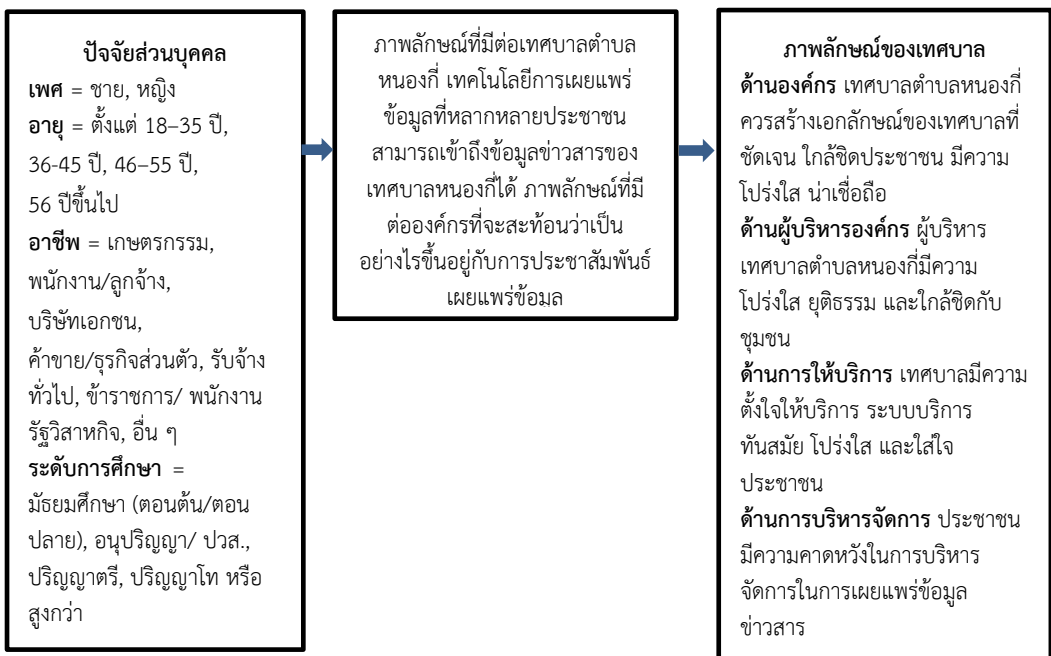 ปัจจัยส่วนบุคคล
เพศ = ชาย, หญิง
อายุ = ตั้งแต่ 18–35 ปี,
36-45 ปี, 46–55 ปี,
56 ปีขึ้นไป
อาชีพ = เกษตรกรรม,
พนักงาน/ลูกจ้าง,
บริษัทเอกชน,
ค้าขาย/ธุรกิจส่วนตัว, รับจ้าง
ทั่วไป, ข้าราชการ/ พนักงาน
รัฐวิสาหกิจ, อื่น ๆ
ระดับการศึกษา =
มัธยมศึกษา (ตอนต้น/ตอน
ปลาย), อนุปริญญา/ ปวส.,
ปริญญาตรี, ปริญญาโท หรือ
สูงกว่า
ภาพลักษณ์ที่มีต่อเทศบาลตำบล
หนองกี่ เทคโนโลยีการเผยแพร่
ข้อมูลที่หลากหลายประชาชน
สามารถเข้าถึงข้อมูลข่าวสารของ
เทศบาลหนองกี่ได้ ภาพลักษณ์ที่มี
ต่อองค์กรที่จะสะท้อนว่าเป็น
อย่างไรขึ้นอยู่กับการประชาสัมพันธ์
เผยแพร่ข้อมูล
ภาพลักษณ์ของเทศบาล
ด้านองค์กร เทศบาลตำบลหนองกี่
ควรสร้างเอกลักษณ์ของเทศบาลที่
ชัดเจน ใกล้ชิดประชาชน มีความ
โปร่งใส น่าเชื่อถือ
ด้านผู้บริหารองค์กร ผู้บริหาร
เทศบาลตำบลหนองกี่มีความ
โปร่งใส ยุติธรรม และใกล้ชิดกับ
ชุมชน
ด้านการให้บริการ เทศบาลมีความ
ตั้งใจให้บริการ ระบบบริการ
ทันสมัย โปร่งใส และใส่ใจ
ประชาชน
ด้านการบริหารจัดการ ประชาชน
มีความคาดหวังในการบริหาร
จัดการในการเผยแพร่ข้อมูล
ข่าวสาร